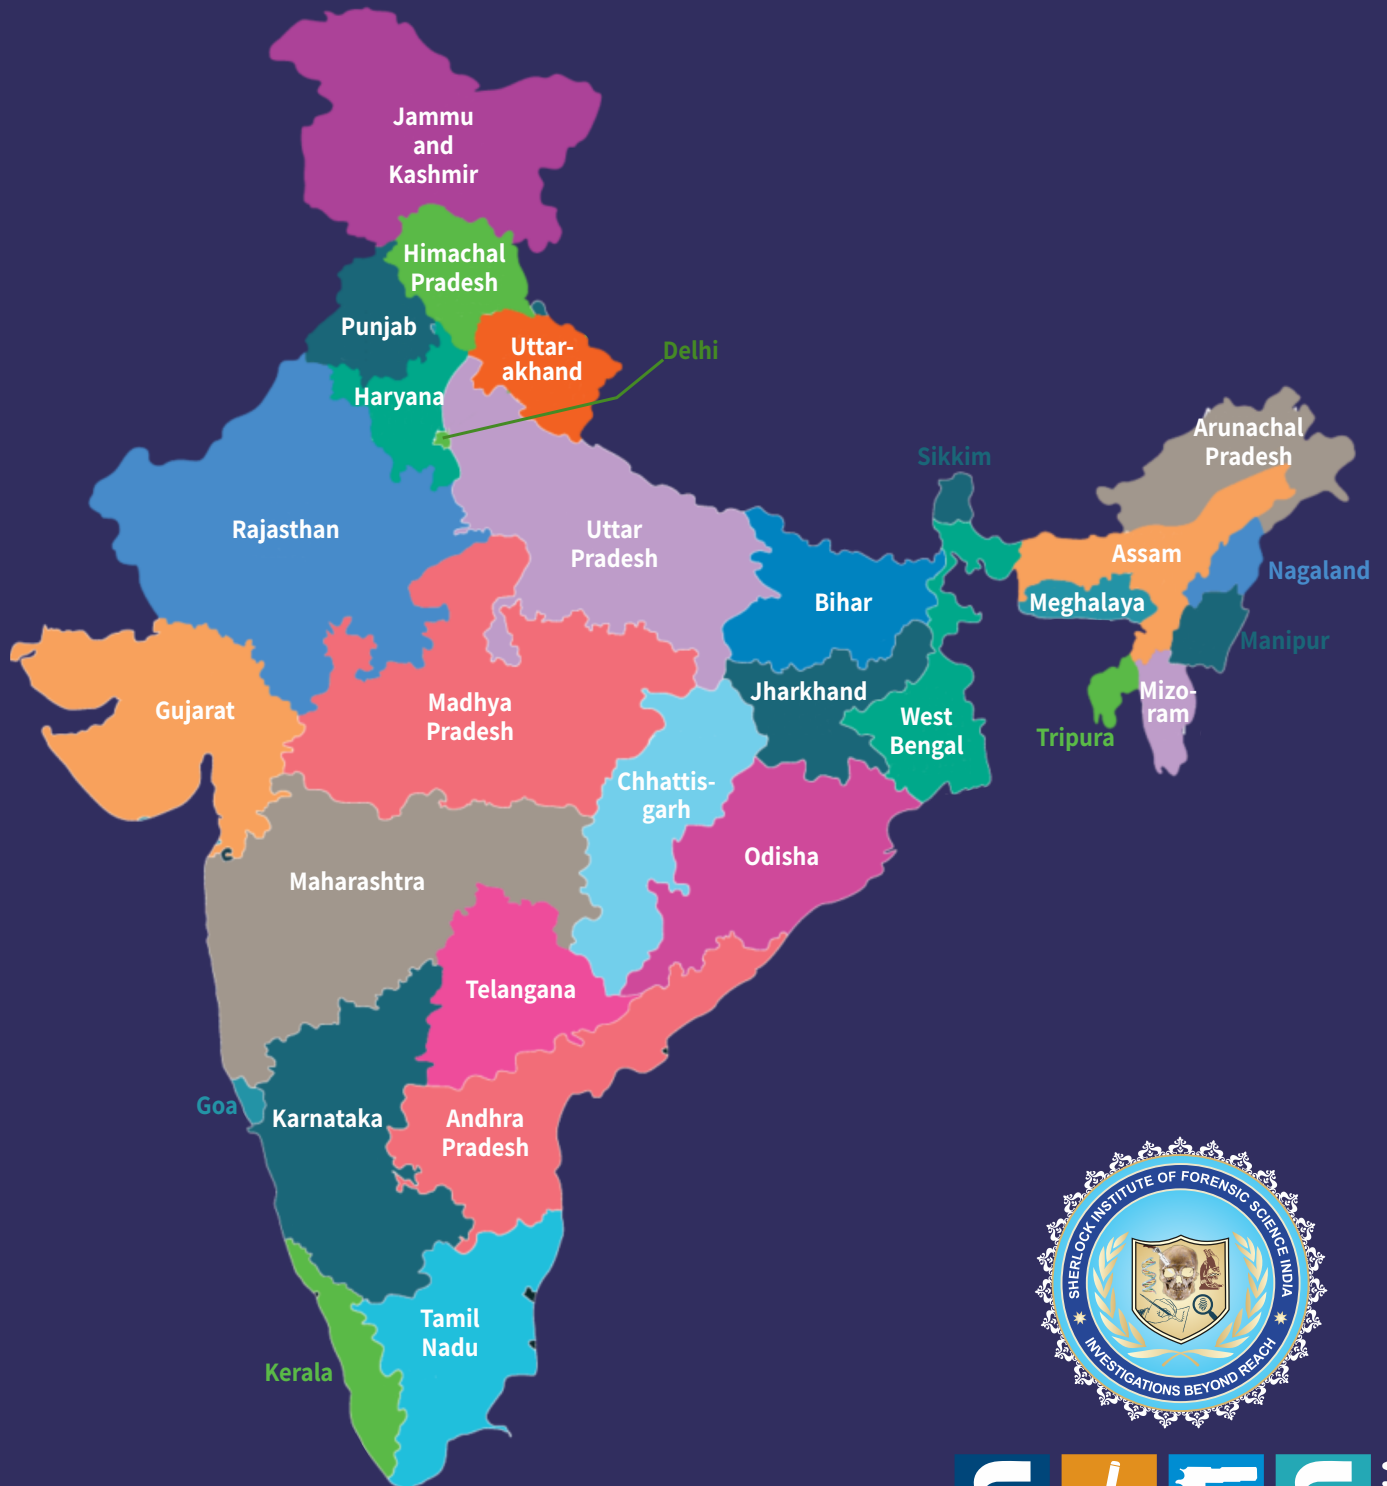 Jammu
and
Kashmir
Himachal
Pradesh
Punjab
Uttar-
akhand
Delhi
Haryana
Arunachal
Pradesh
Sikkim
Rajasthan
Uttar
Pradesh
Assam
Nagaland
Bihar
Meghalaya
Manipur
Jharkhand
Mizo-
ram
Gujarat
Madhya
Pradesh
West
Bengal
Tripura
Chhattis-
garh
Odisha
Maharashtra
Telangana
Goa
Karnataka
Andhra
Pradesh
Tamil
Nadu
Kerala
SHERLOCK INSTITUTE OF FORENSIC SCIENCE INDIA
INVESTIGATIONS BEYOND REACH